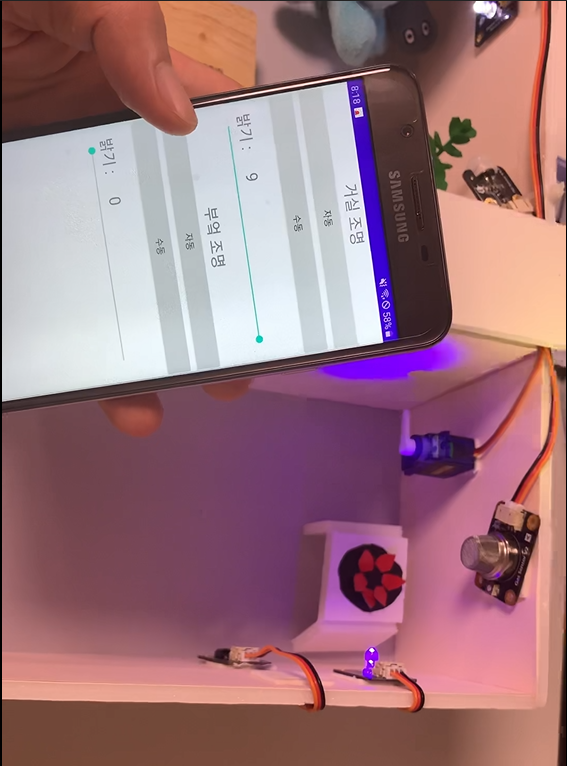 SAMSUNG
8:18 58%
거실 조명
자동
수동
밝기 : 9
부엌 조명
자동
수동
밝기 : 0